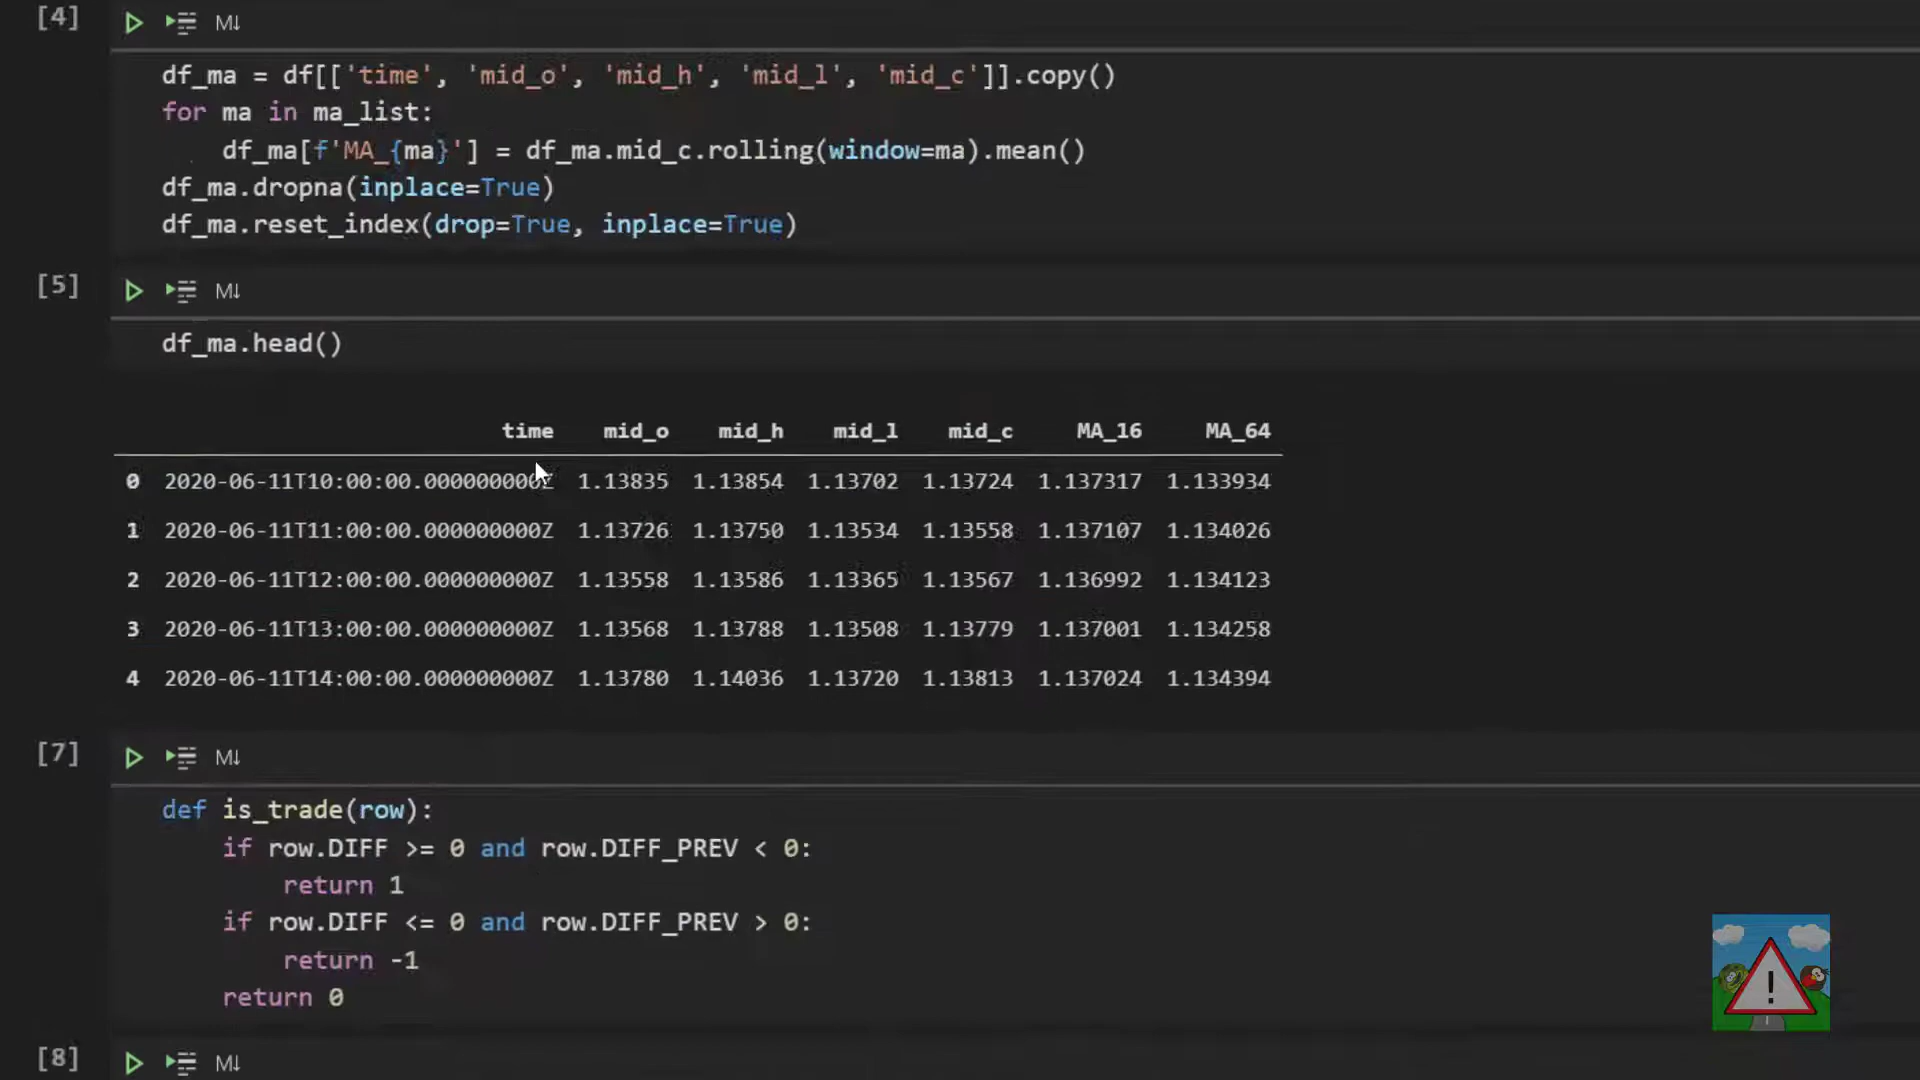 [4] M↓
df_ma = df[['time', 'mid_o', 'mid_h', 'mid_l', 'mid_c']].copy()
for ma in ma_list:
    df_ma[f'MA_{ma}'] = df_ma.mid_c.rolling(window=ma).mean()
df_ma.dropna(inplace=True)
df_ma.reset_index(drop=True, inplace=True)
[5] M↓
df_ma.head()
time mid_o mid_h mid_l mid_c MA_16 MA_64
0 2020-06-11T10:00:00.000000000Z 1.13835 1.13854 1.13702 1.13724 1.137317 1.133934
1 2020-06-11T11:00:00.000000000Z 1.13726 1.13750 1.13534 1.13558 1.137107 1.134026
2 2020-06-11T12:00:00.000000000Z 1.13558 1.13586 1.13365 1.13567 1.136992 1.134123
3 2020-06-11T13:00:00.000000000Z 1.13568 1.13788 1.13508 1.13779 1.137001 1.134258
4 2020-06-11T14:00:00.000000000Z 1.13780 1.14036 1.13720 1.13813 1.137024 1.134394
[7] M↓
def is_trade(row):
    if row.DIFF >= 0 and row.DIFF_PREV < 0:
        return 1
    if row.DIFF <= 0 and row.DIFF_PREV > 0:
        return -1
    return 0
[8] M↓
!